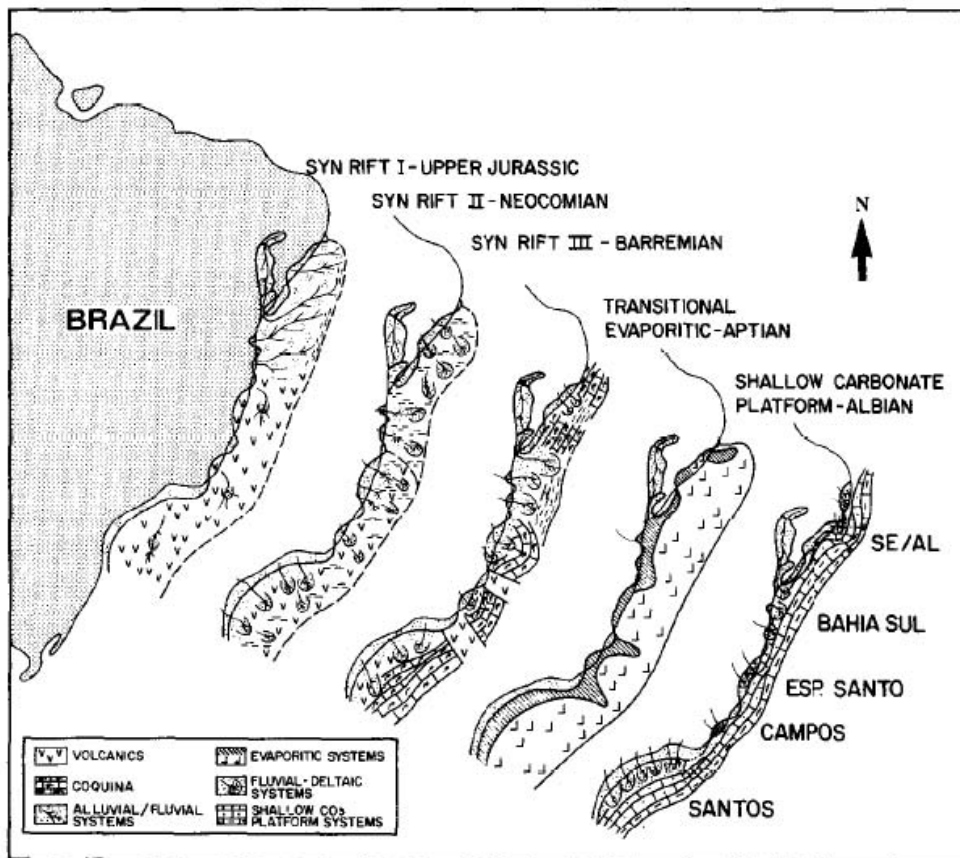 SYN RIFT I-UPPER JURASSIC
SYN RIFT II-NEOCOMIAN
SYN RIFT III - BARREMIAN
N
TRANSITIONAL
EVAPORITIC-APTIAN
BRAZIL
SHALLOW CARBONATE
PLATFORM-ALBIAN
SE/AL
BAHIA SUL
ESP. SANTO
CAMPOS
SANTOS
VOLCANICS
COQUINA
ALLUVIAL/FLUVIAL
SYSTEMS
EVAPORITIC SYSTEMS
FLUVIAL-DELTAIC
SYSTEMS
SHALLOW CO3
PLATFORM SYSTEMS